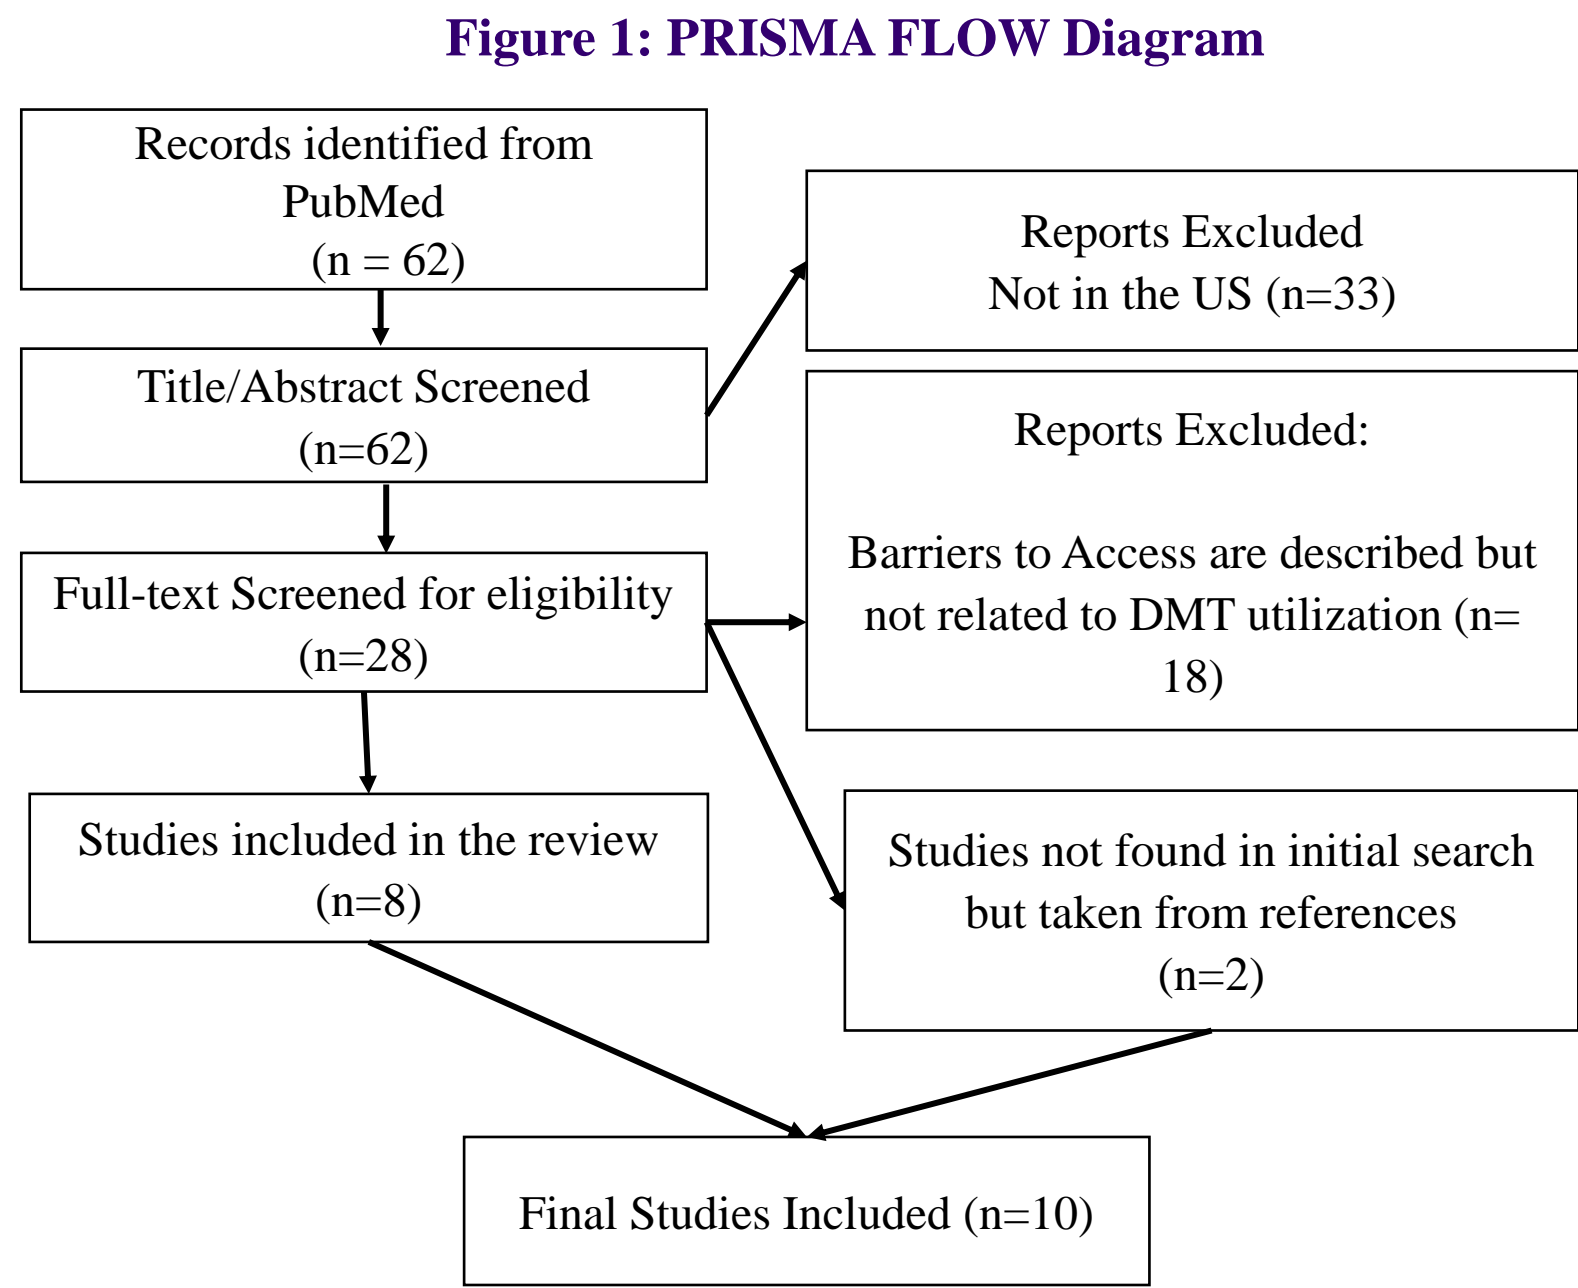 Figure 1: PRISMA FLOW Diagram
Records identified from
PubMed
(n = 62)
Reports Excluded
Not in the US (n=33)
Title/Abstract Screened
(n=62)
Reports Excluded:
Barriers to Access are described but
not related to DMT utilization (n=
18)
Full-text Screened for eligibility
(n=28)
Studies included in the review
(n=8)
Studies not found in initial search
but taken from references
(n=2)
Final Studies Included (n=10)